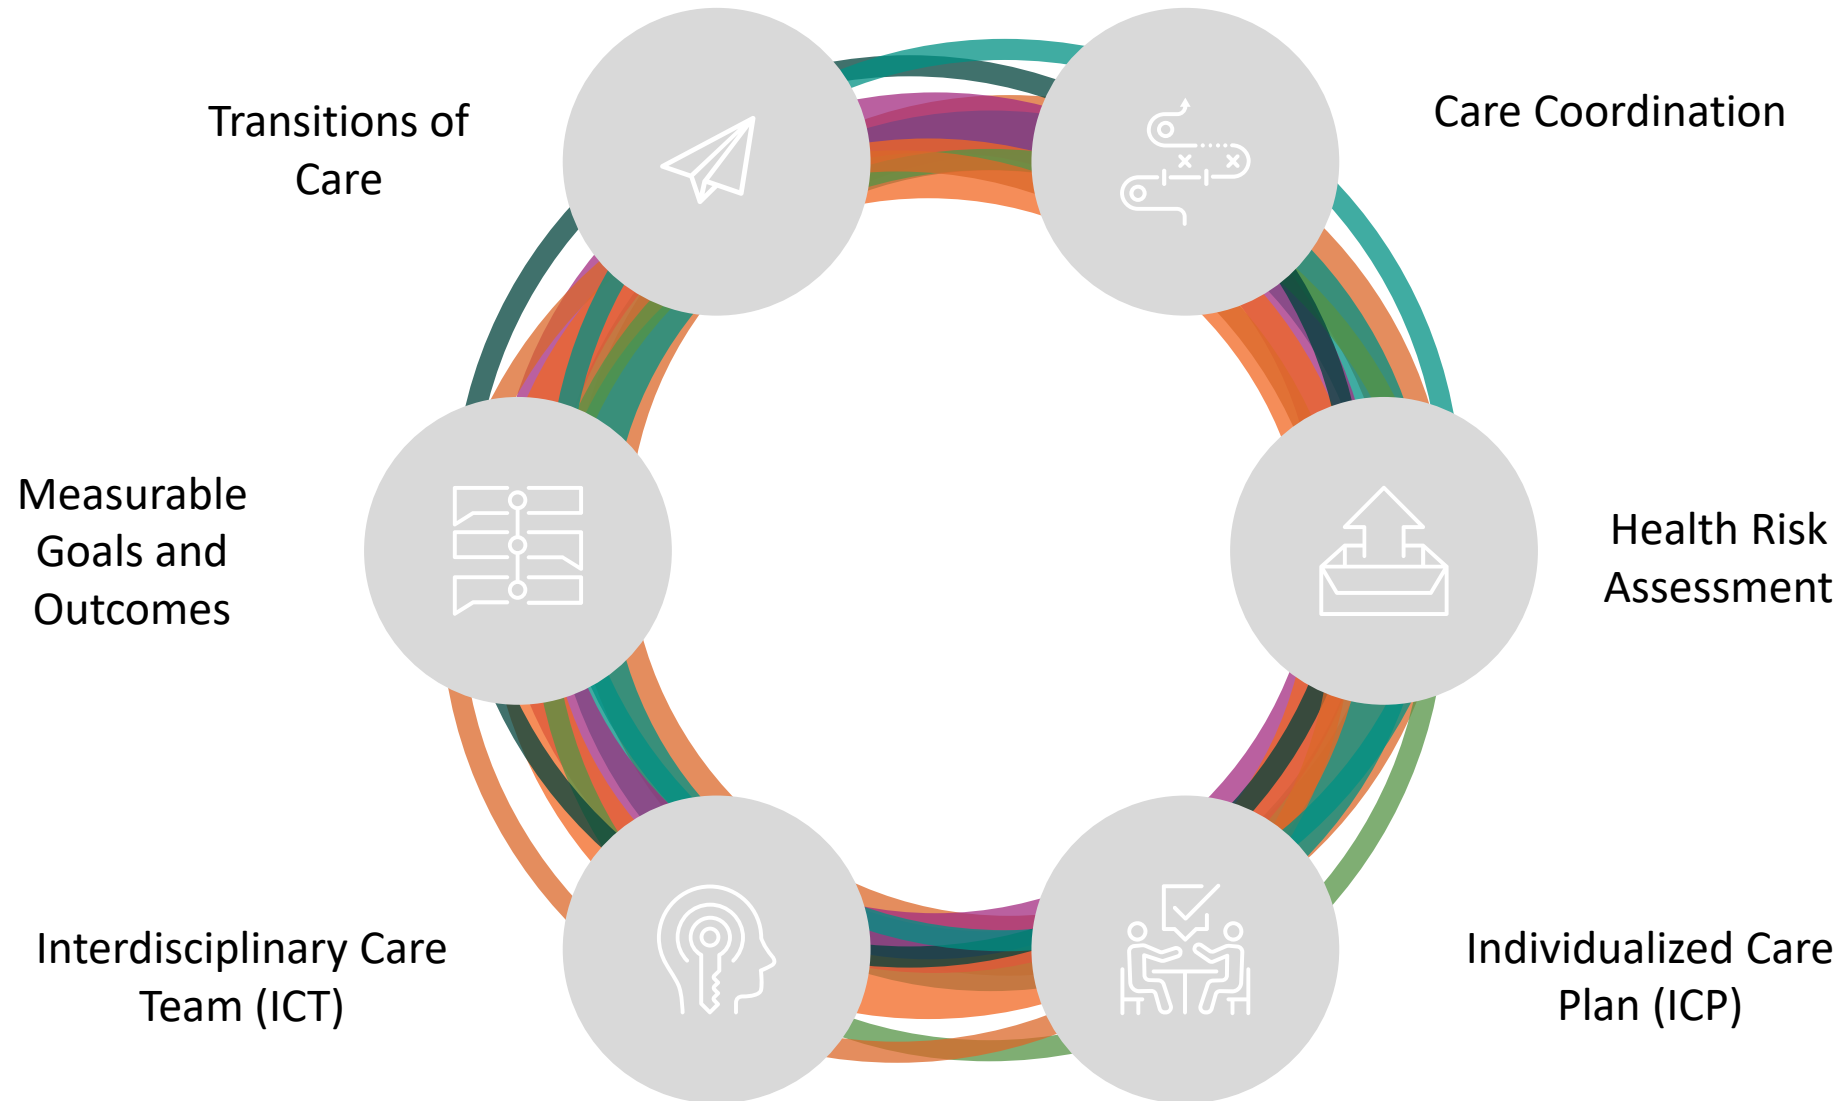 Transitions of
Care
Care Coordination
Measurable
Goals and
Outcomes
Health Risk
Assessment
Interdisciplinary Care
Team (ICT)
Individualized Care
Plan (ICP)